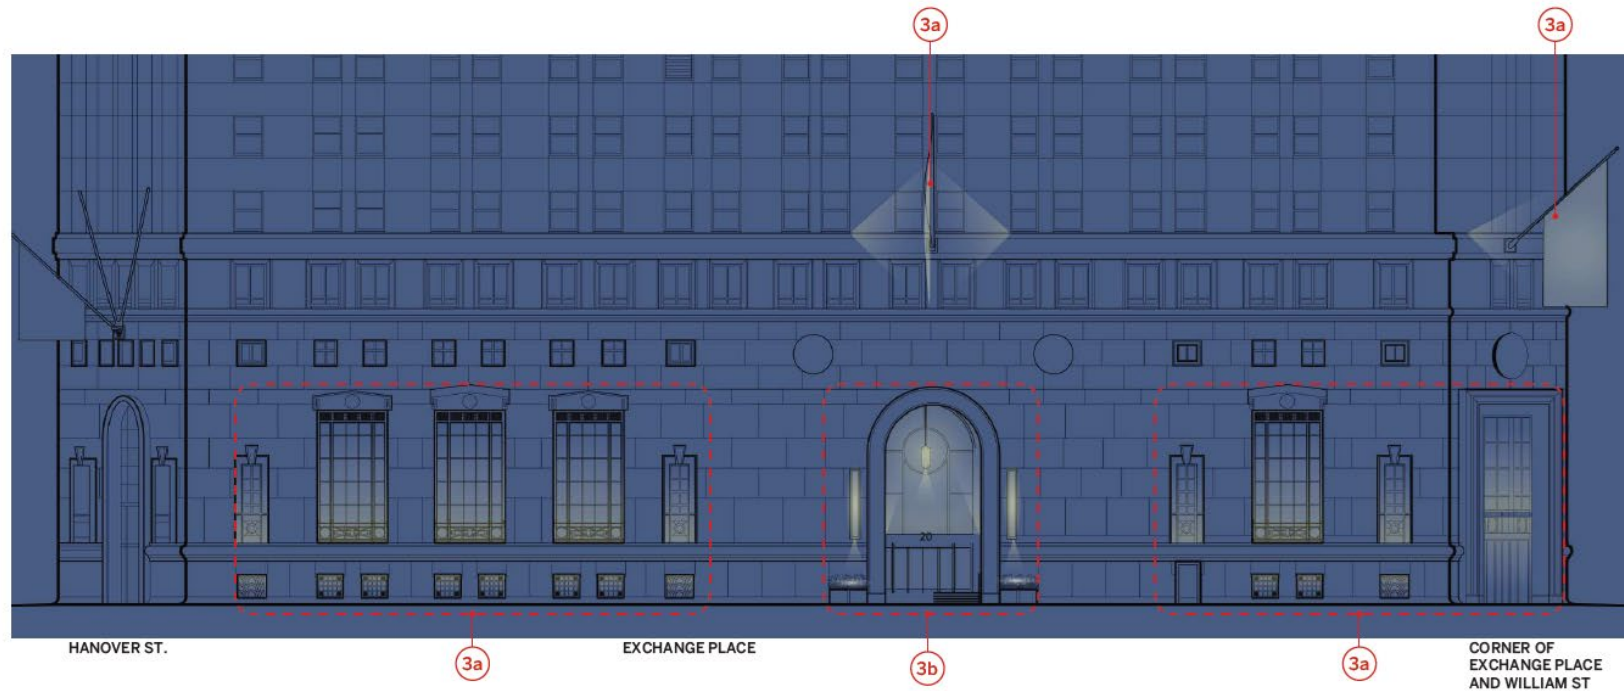 3a
3a
20
HANOVER ST.
EXCHANGE PLACE
CORNER OF
EXCHANGE PLACE
AND WILLIAM ST
3a
3b
3a